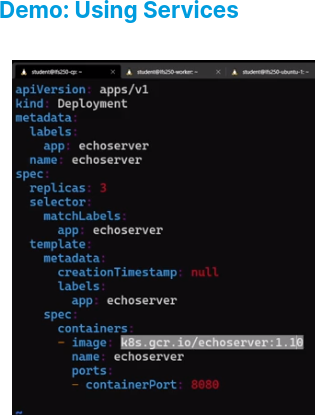 Demo: Using Services
student@lfs250-cp: ~ student@lfs250-worker: ~ student@lfs250-ubuntu-1: ~
apiVersion: apps/v1
kind: Deployment
metadata:
  labels:
    app: echoserver
  name: echoserver
spec:
  replicas: 3
  selector:
    matchLabels:
      app: echoserver
  template:
    metadata:
      creationTimestamp: null
      labels:
        app: echoserver
    spec:
      containers:
      - image: k8s.gcr.io/echoserver:1.10
        name: echoserver
        ports:
        - containerPort: 8080
~